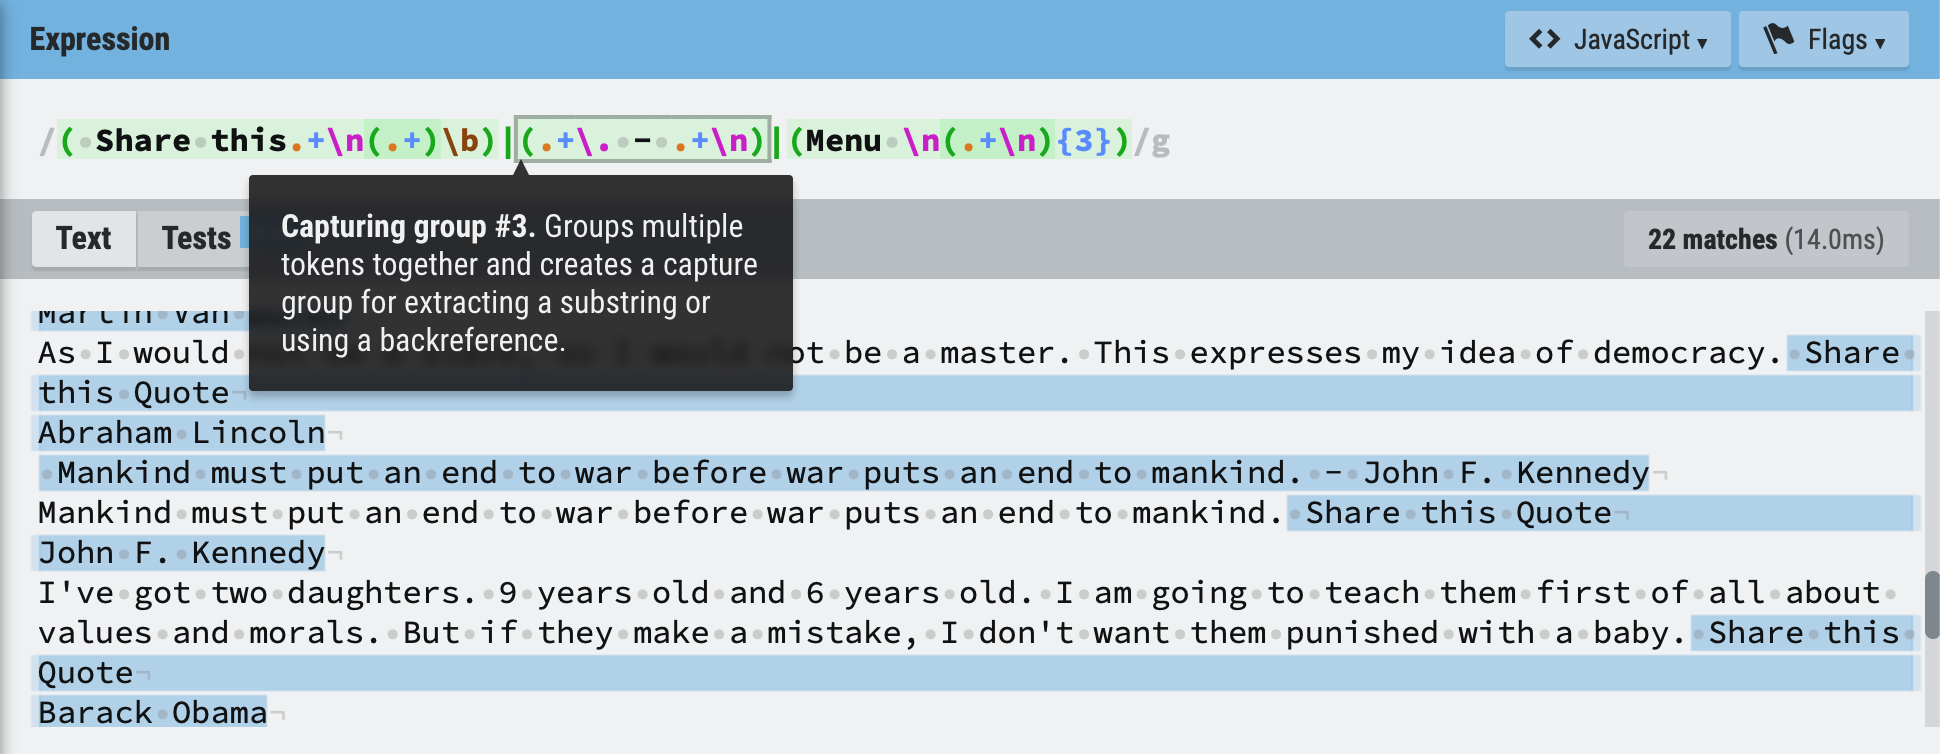 Expression
JavaScript ▾
Flags ▾
/( Share this.+\n(.+)\b)|(.+\. - .+\n)|(Menu \n(.+\n){3})/g
Text
Tests
22 matches (14.0ms)
Capturing group #3. Groups multiple
tokens together and creates a capture
group for extracting a substring or
using a backreference.
Martin Van
As I would not be a master. This expresses my idea of democracy. Share
this Quote
Abraham Lincoln
Mankind must put an end to war before war puts an end to mankind. - John F. Kennedy
Mankind must put an end to war before war puts an end to mankind. Share this Quote
John F. Kennedy
I've got two daughters. 9 years old and 6 years old. I am going to teach them first of all about
values and morals. But if they make a mistake, I don't want them punished with a baby. Share this
Quote
Barack Obama